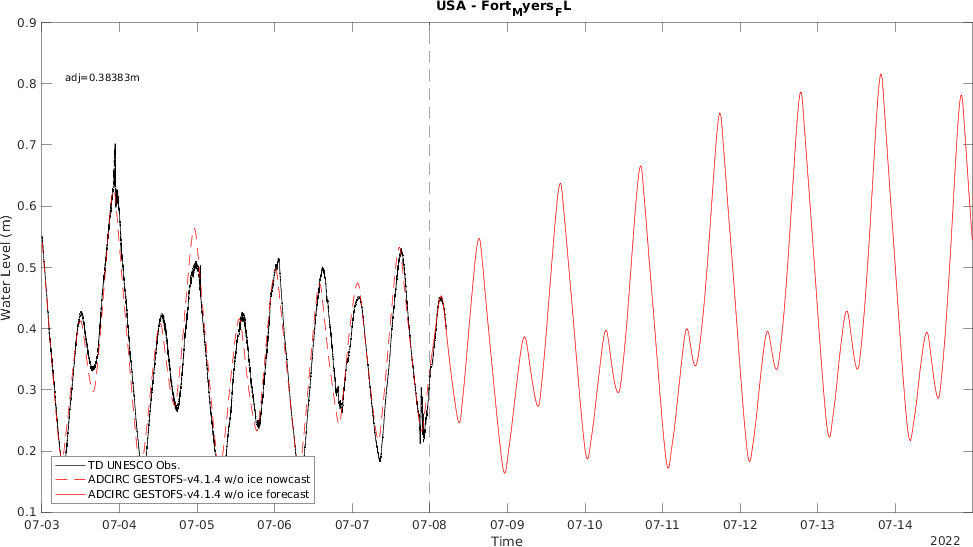 USA - Fort_Myers_FL
0.9
adj=0.38383m
0.8
0.7
0.6
0.5
0.4
0.3
0.2
0.1
Water Level (m)
TD UNESCO Obs.
ADCIRC GESTOFS-v4.1.4 w/o ice nowcast
ADCIRC GESTOFS-v4.1.4 w/o ice forecast
07-03 07-04 07-05 07-06 07-07 07-08 07-09 07-10 07-11 07-12 07-13 07-14
Time
2022